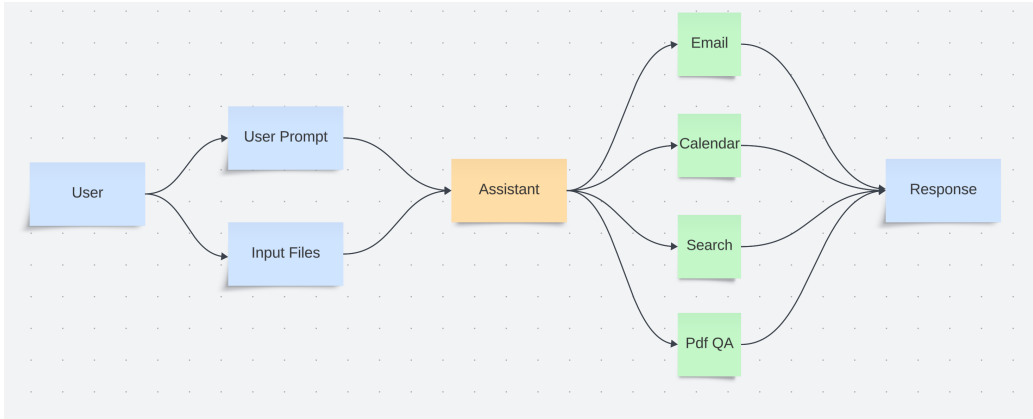 User
User Prompt
Input Files
Assistant
Email
Calendar
Search
Pdf QA
Response